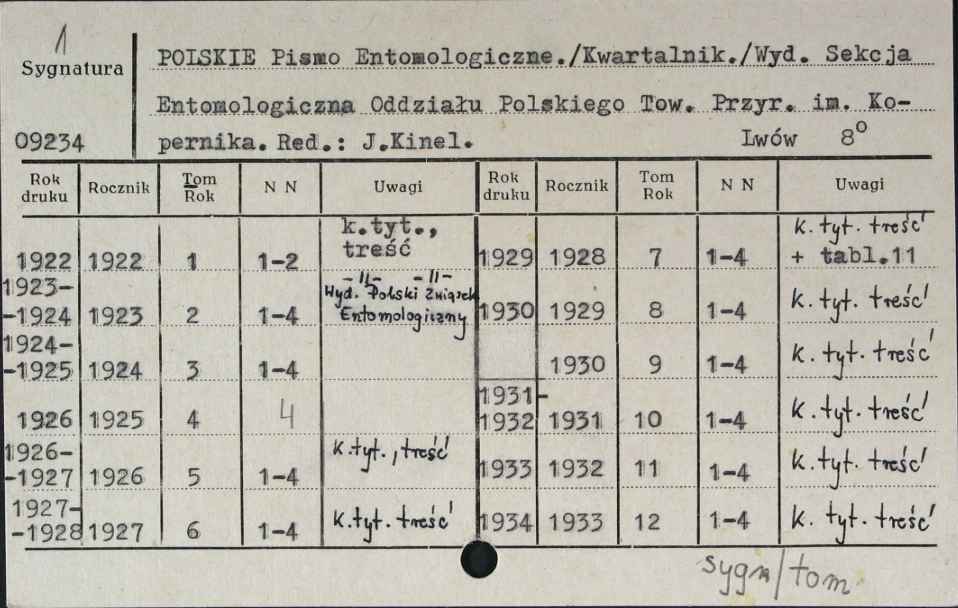 1
Sygnatura
09234
POLSKIE Pismo Entomologiczne./Kwartalnik./Wyd. Sekcja
Entomologiczna Oddziału Polskiego Tow. Przyr. im. Ko-
pernika. Red.: J.Kinel. Lwów 8°
Rok druku Rocznik Tom Rok N N Uwagi Rok druku Rocznik Tom Rok N N Uwagi
1922 1922 1 1-2 k.tyt., treść 1929 1928 7 1-4 k. tyt. treść + tabl.11
1923-
-1924 1923 2 1-4 -||- -||- Wyd. Polski Związek Entomologiczny 1930 1929 8 1-4 k. tyt. treść
1924-
-1925 1924 3 1-4 1930 9 1-4 k. tyt. treść
1926 1925 4 4 1931-
1932 1931 10 1-4 k. tyt. treść
1926-
-1927 1926 5 1-4 k.tyt., treść 1933 1932 11 1-4 k. tyt. treść
1927-
-1928 1927 6 1-4 k.tyt. treść 1934 1933 12 1-4 k. tyt. treść
sygn/tom